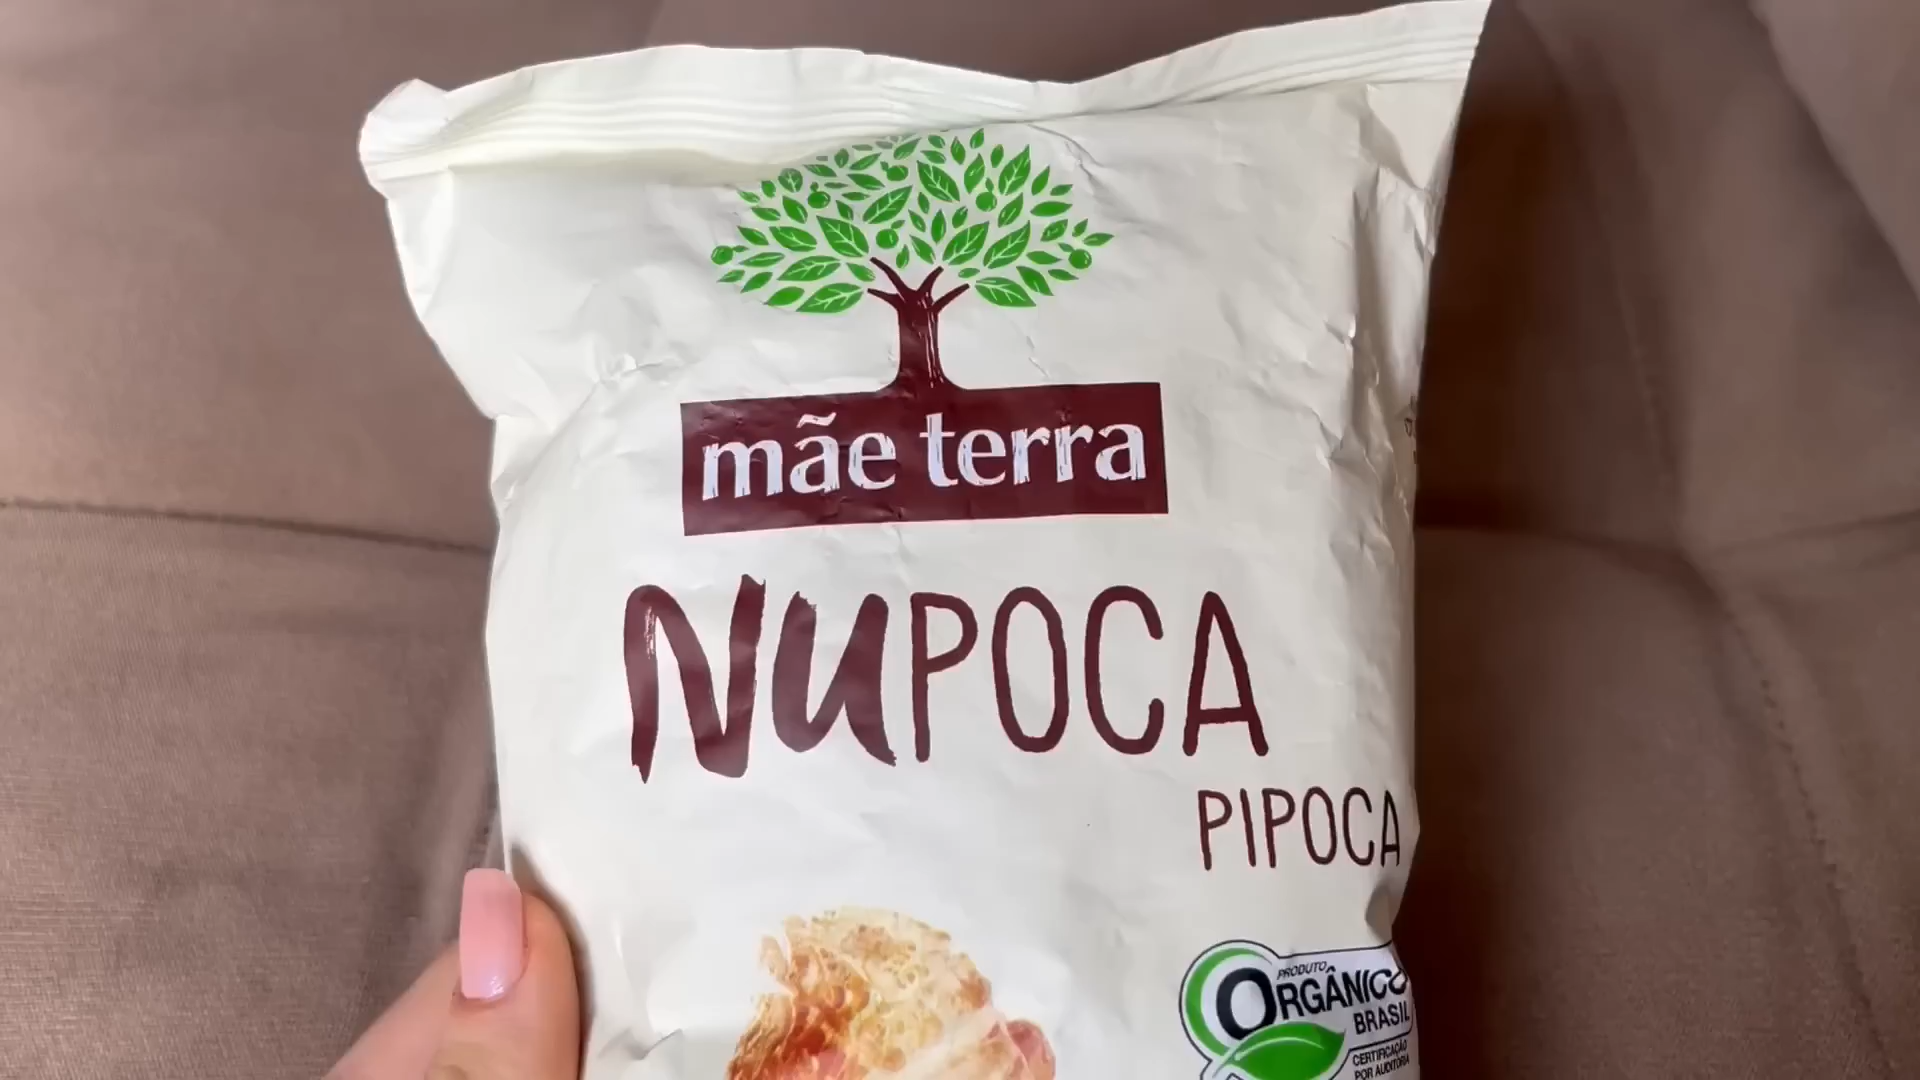 mãe terra
NUPOCA
PIPOCA
PRODUTO
ORGÂNICO
BRASIL
CERTIFICAÇÃO
POR AUDITORIA